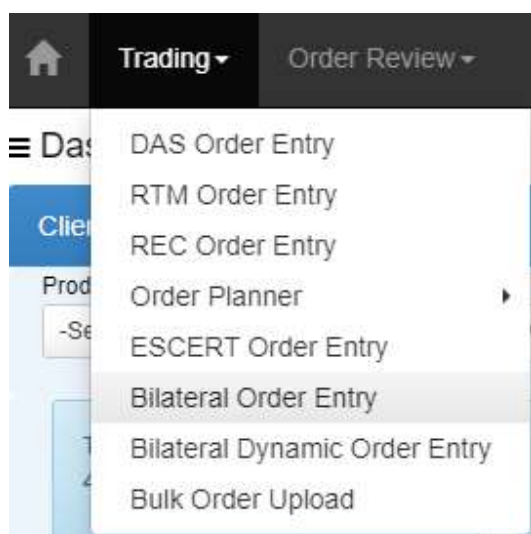 Trading Order Review
DAS Order Entry
RTM Order Entry
REC Order Entry
Order Planner
ESCERT Order Entry
Bilateral Order Entry
Bilateral Dynamic Order Entry
Bulk Order Upload